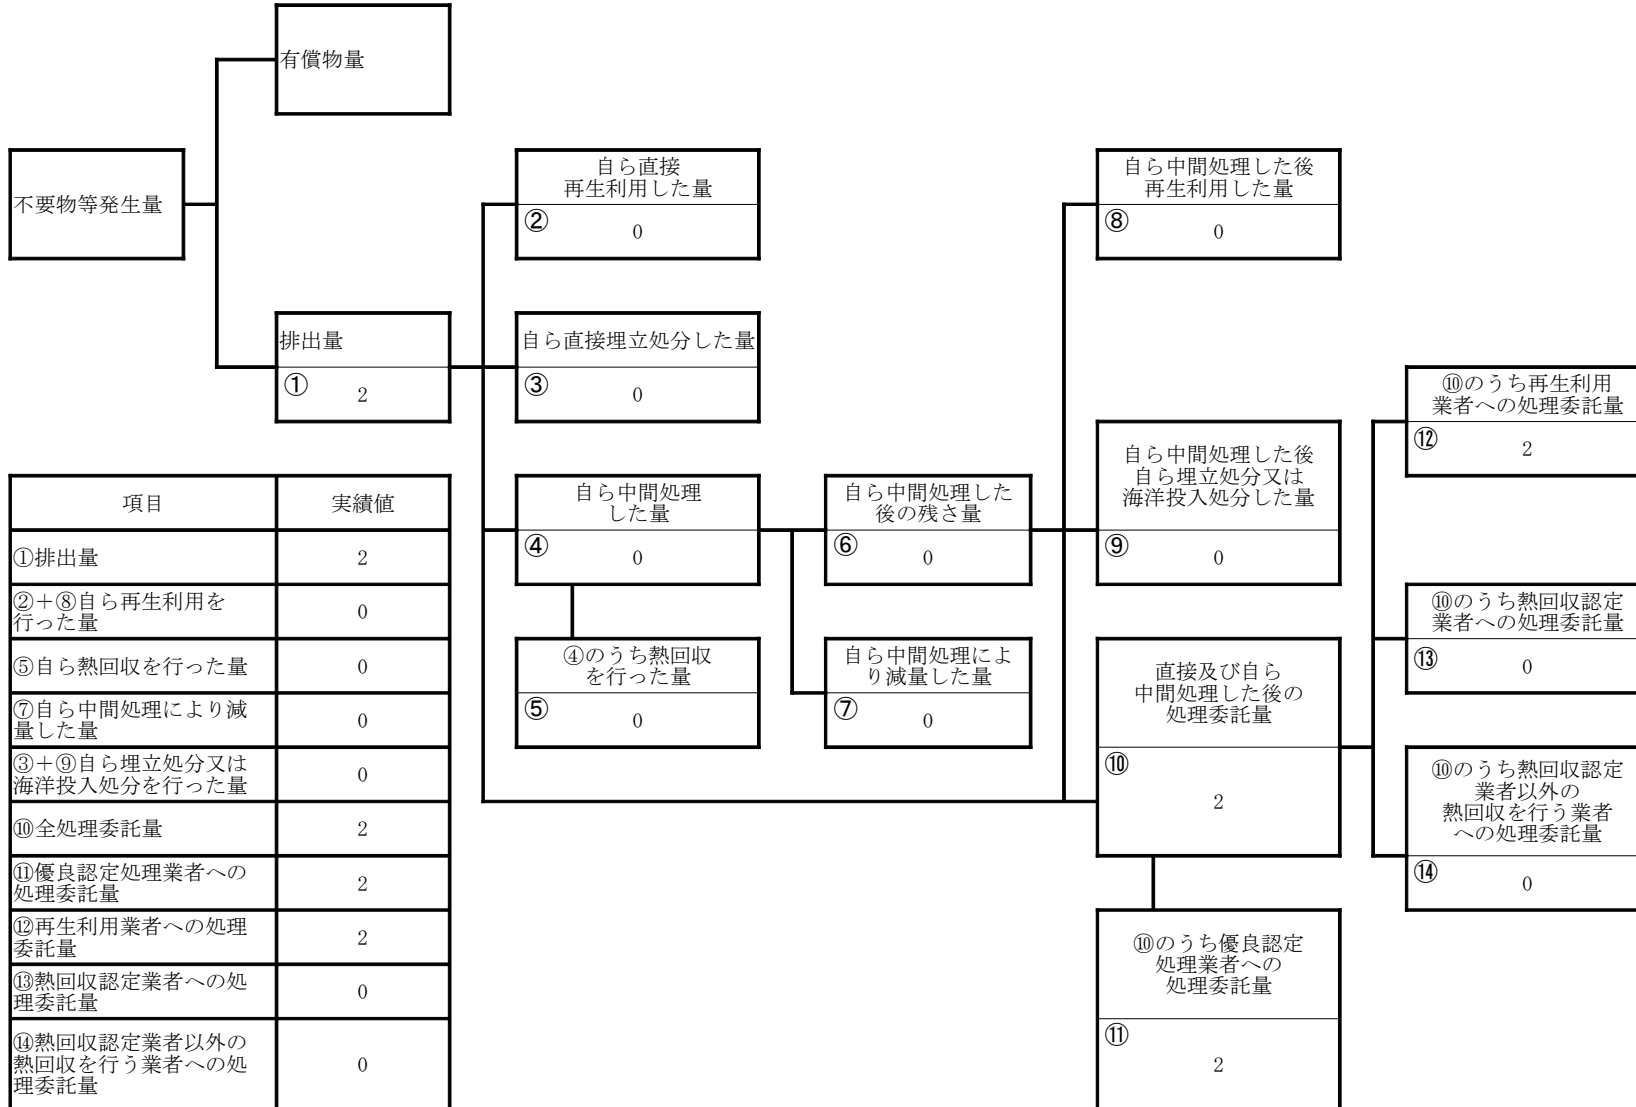 有償物量
不要物等発生量
自ら直接
再生利用した量
②
0
自ら中間処理した後
再生利用した量
⑧
0
排出量
①
2
自ら直接埋立処分した量
③
0
⑩のうち再生利用
業者への処理委託量
⑫
2
自ら中間処理
した量
④
0
自ら中間処理した
後の残さ量
⑥
0
自ら中間処理した後
自ら埋立処分又は
海洋投入処分した量
⑨
0
④のうち熱回収
を行った量
⑤
0
自ら中間処理によ
り減量した量
⑦
0
直接及び自ら
中間処理した後の
処理委託量
⑩
2
⑩のうち熱回収認定
業者への処理委託量
⑬
0
⑩のうち熱回収認定
業者以外の
熱回収を行う業者
への処理委託量
⑭
0
⑩のうち優良認定
処理業者への
処理委託量
⑪
2
項目
実績値
①排出量
2
②＋⑧自ら再生利用を
行った量
0
⑤自ら熱回収を行った量
0
⑦自ら中間処理により減
量した量
0
③＋⑨自ら埋立処分又は
海洋投入処分を行った量
0
⑩全処理委託量
2
⑪優良認定処理業者への
処理委託量
2
⑫再生利用業者への処理
委託量
2
⑬熱回収認定業者への処
理委託量
0
⑭熱回収認定業者以外の
熱回収を行う業者への処
理委託量
0